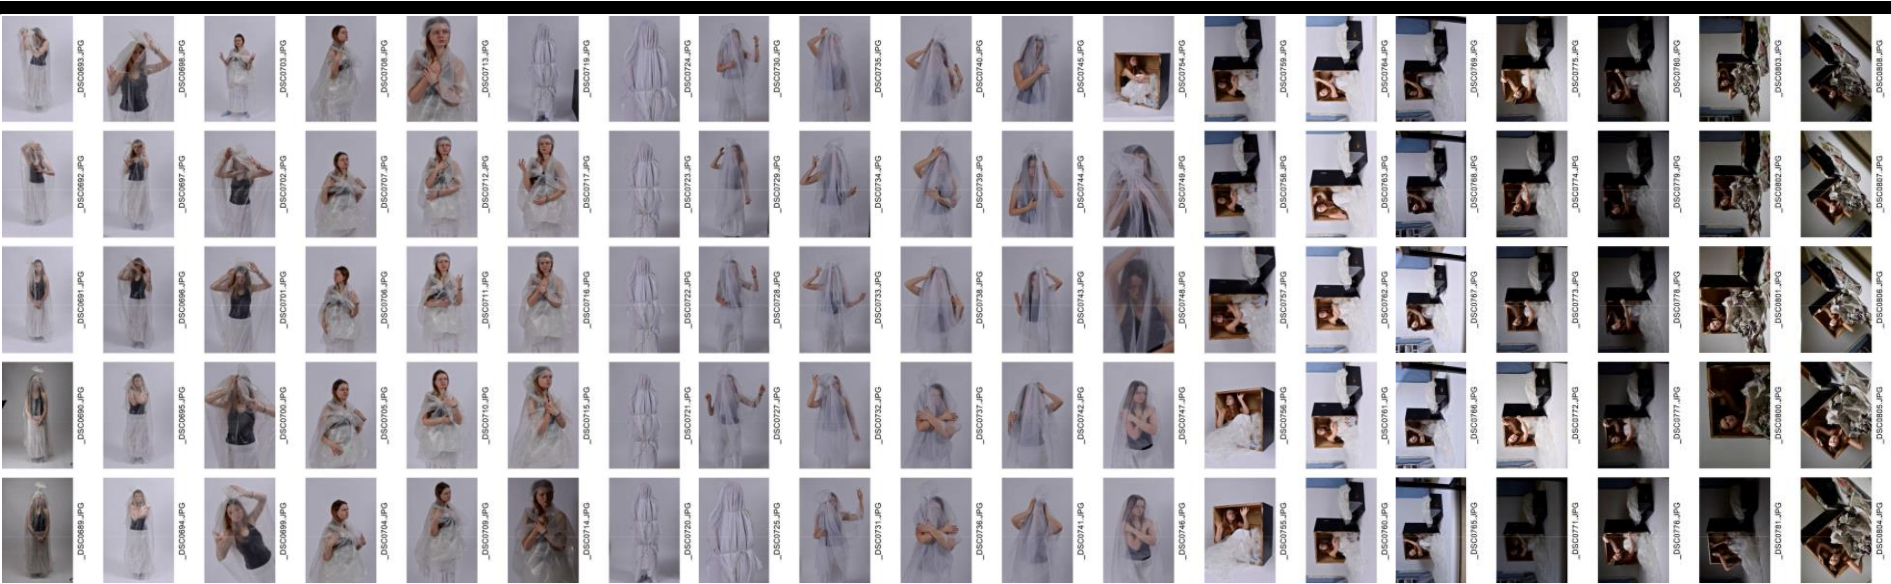 _DSC0689.JPG _DSC0690.JPG _DSC0691.JPG _DSC0692.JPG _DSC0693.JPG
_DSC0694.JPG _DSC0695.JPG _DSC0696.JPG _DSC0697.JPG _DSC0698.JPG
_DSC0699.JPG _DSC0700.JPG _DSC0701.JPG _DSC0702.JPG _DSC0703.JPG
_DSC0704.JPG _DSC0705.JPG _DSC0706.JPG _DSC0707.JPG _DSC0708.JPG
_DSC0709.JPG _DSC0710.JPG _DSC0711.JPG _DSC0712.JPG _DSC0713.JPG
_DSC0714.JPG _DSC0715.JPG _DSC0716.JPG _DSC0717.JPG _DSC0719.JPG
_DSC0720.JPG _DSC0721.JPG _DSC0722.JPG _DSC0723.JPG _DSC0724.JPG
_DSC0725.JPG _DSC0727.JPG _DSC0728.JPG _DSC0729.JPG _DSC0730.JPG
_DSC0731.JPG _DSC0732.JPG _DSC0733.JPG _DSC0734.JPG _DSC0735.JPG
_DSC0736.JPG _DSC0737.JPG _DSC0738.JPG _DSC0739.JPG _DSC0740.JPG
_DSC0741.JPG _DSC0742.JPG _DSC0743.JPG _DSC0744.JPG _DSC0745.JPG
_DSC0746.JPG _DSC0747.JPG _DSC0748.JPG _DSC0749.JPG _DSC0754.JPG
_DSC0755.JPG _DSC0756.JPG _DSC0757.JPG _DSC0758.JPG _DSC0759.JPG
_DSC0760.JPG _DSC0761.JPG _DSC0762.JPG _DSC0763.JPG _DSC0764.JPG
_DSC0765.JPG _DSC0766.JPG _DSC0767.JPG _DSC0768.JPG _DSC0769.JPG
_DSC0771.JPG _DSC0772.JPG _DSC0773.JPG _DSC0774.JPG _DSC0775.JPG
_DSC0776.JPG _DSC0777.JPG _DSC0778.JPG _DSC0779.JPG _DSC0780.JPG
_DSC0781.JPG _DSC0800.JPG _DSC0801.JPG _DSC0802.JPG _DSC0803.JPG
_DSC0804.JPG _DSC0805.JPG _DSC0806.JPG _DSC0807.JPG _DSC0808.JPG